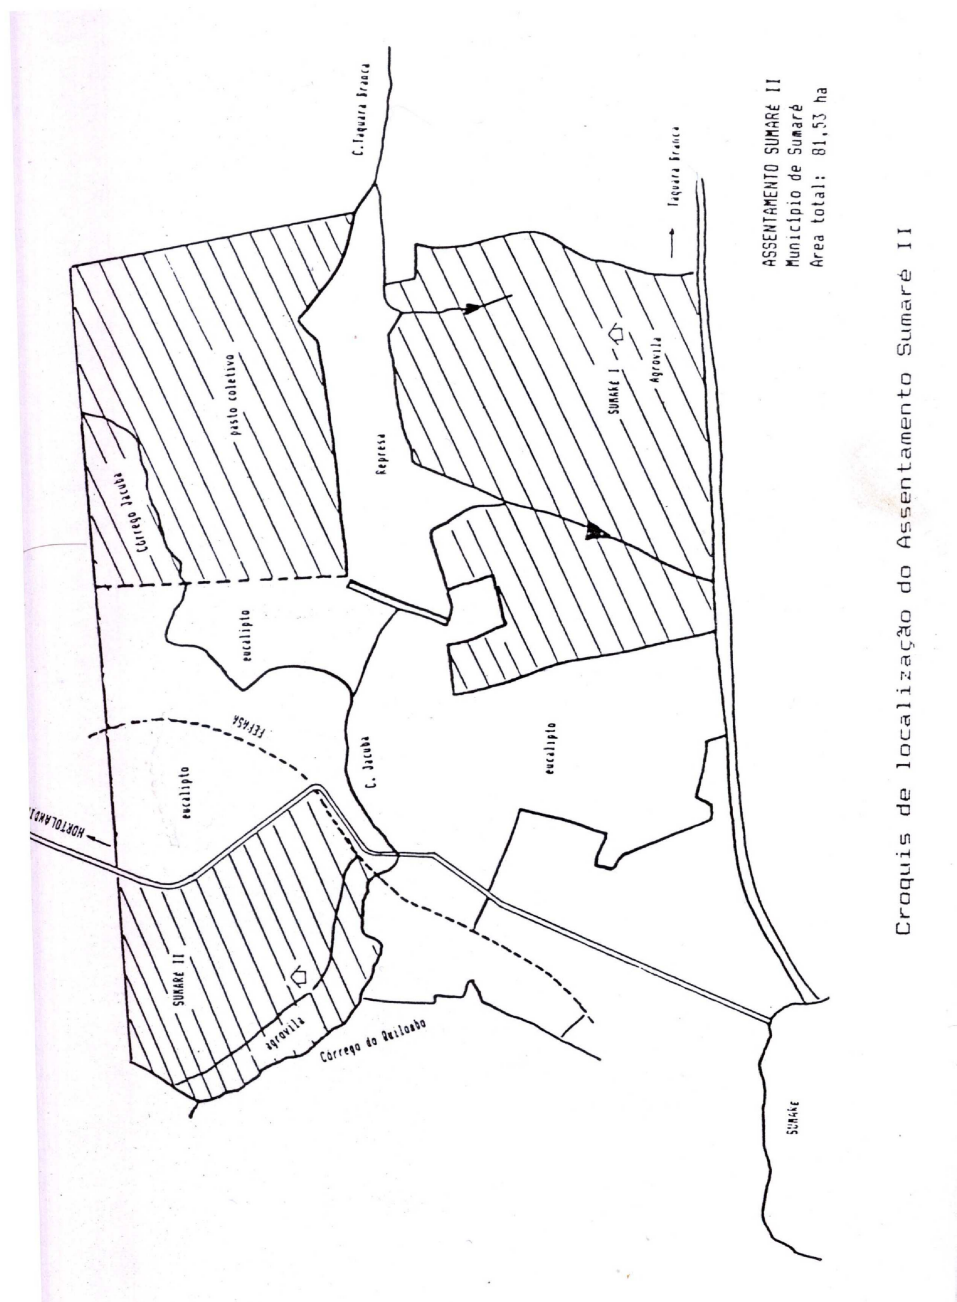 HORTOLANDI
SUMARÉ II
agrovila
Córrego do Quilombo
eucalipto
FEPASA
eucalipto
Córrego Jacuba
pasto coletivo
C. Jacuba
Represa
C.Taquara Branca
eucalipto
SUMARÉ I
Agrovila
Taquara Branca
SUMARÉ
ASSENTAMENTO SUMARÉ II
Município de Sumaré
Area total: 81,53 ha
Croquis de localização do Assentamento Sumaré II